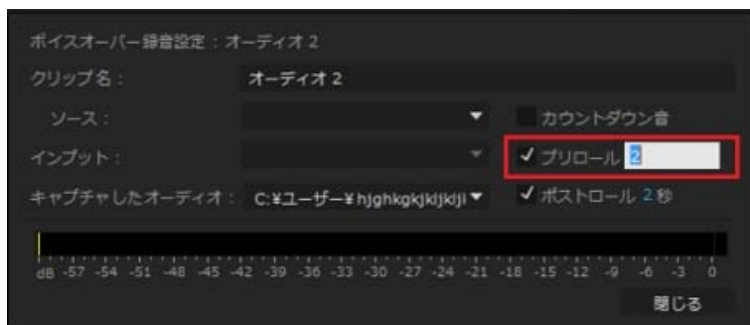 ボイスオーバー録音設定：オーディオ 2
クリップ名： オーディオ 2
ソース： カウントダウン音
インプット： プリロール 2
キャプチャしたオーディオ： C:¥ユーザー¥hjghkgkjkljkljl ポストロール 2 秒
dB -57 -54 -51 -48 -45 -42 -39 -36 -33 -30 -27 -24 -21 -18 -15 -12 -9 -6 -3 0
閉じる